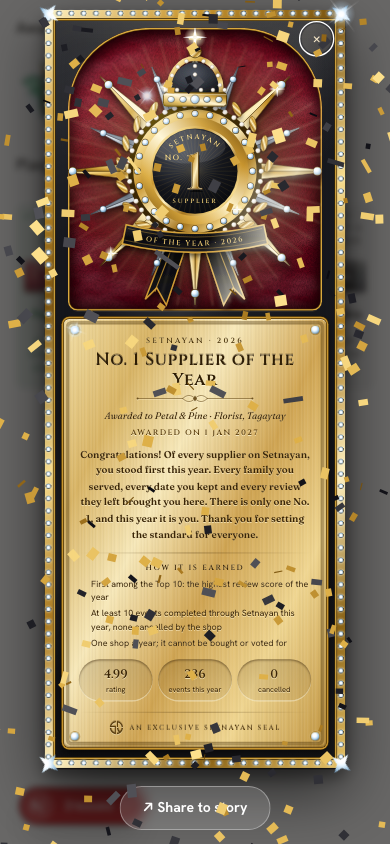 ×
SETNAYAN
NO.
1
SUPPLIER
OF THE YEAR · 2026
SETNAYAN · 2026
No. 1 Supplier of the
Year
Awarded to Petal & Pine · Florist, Tagaytay
AWARDED ON 1 JAN 2027
Congratulations! Of every supplier on Setnayan,
you stood first this year. Every family you
served, every date you kept and every review
they left brought you here. There is only one No.
1, and this year it is you. Thank you for setting
the standard for everyone.
HOW IT IS EARNED
First among the Top 10: the highest review score of the
year
At least 10 events completed through Setnayan this
year, none cancelled by the shop
One shop a year; it cannot be bought or voted for
4.99
rating
236
events this year
0
cancelled
AN EXCLUSIVE SETNAYAN SEAL
↗ Share to story